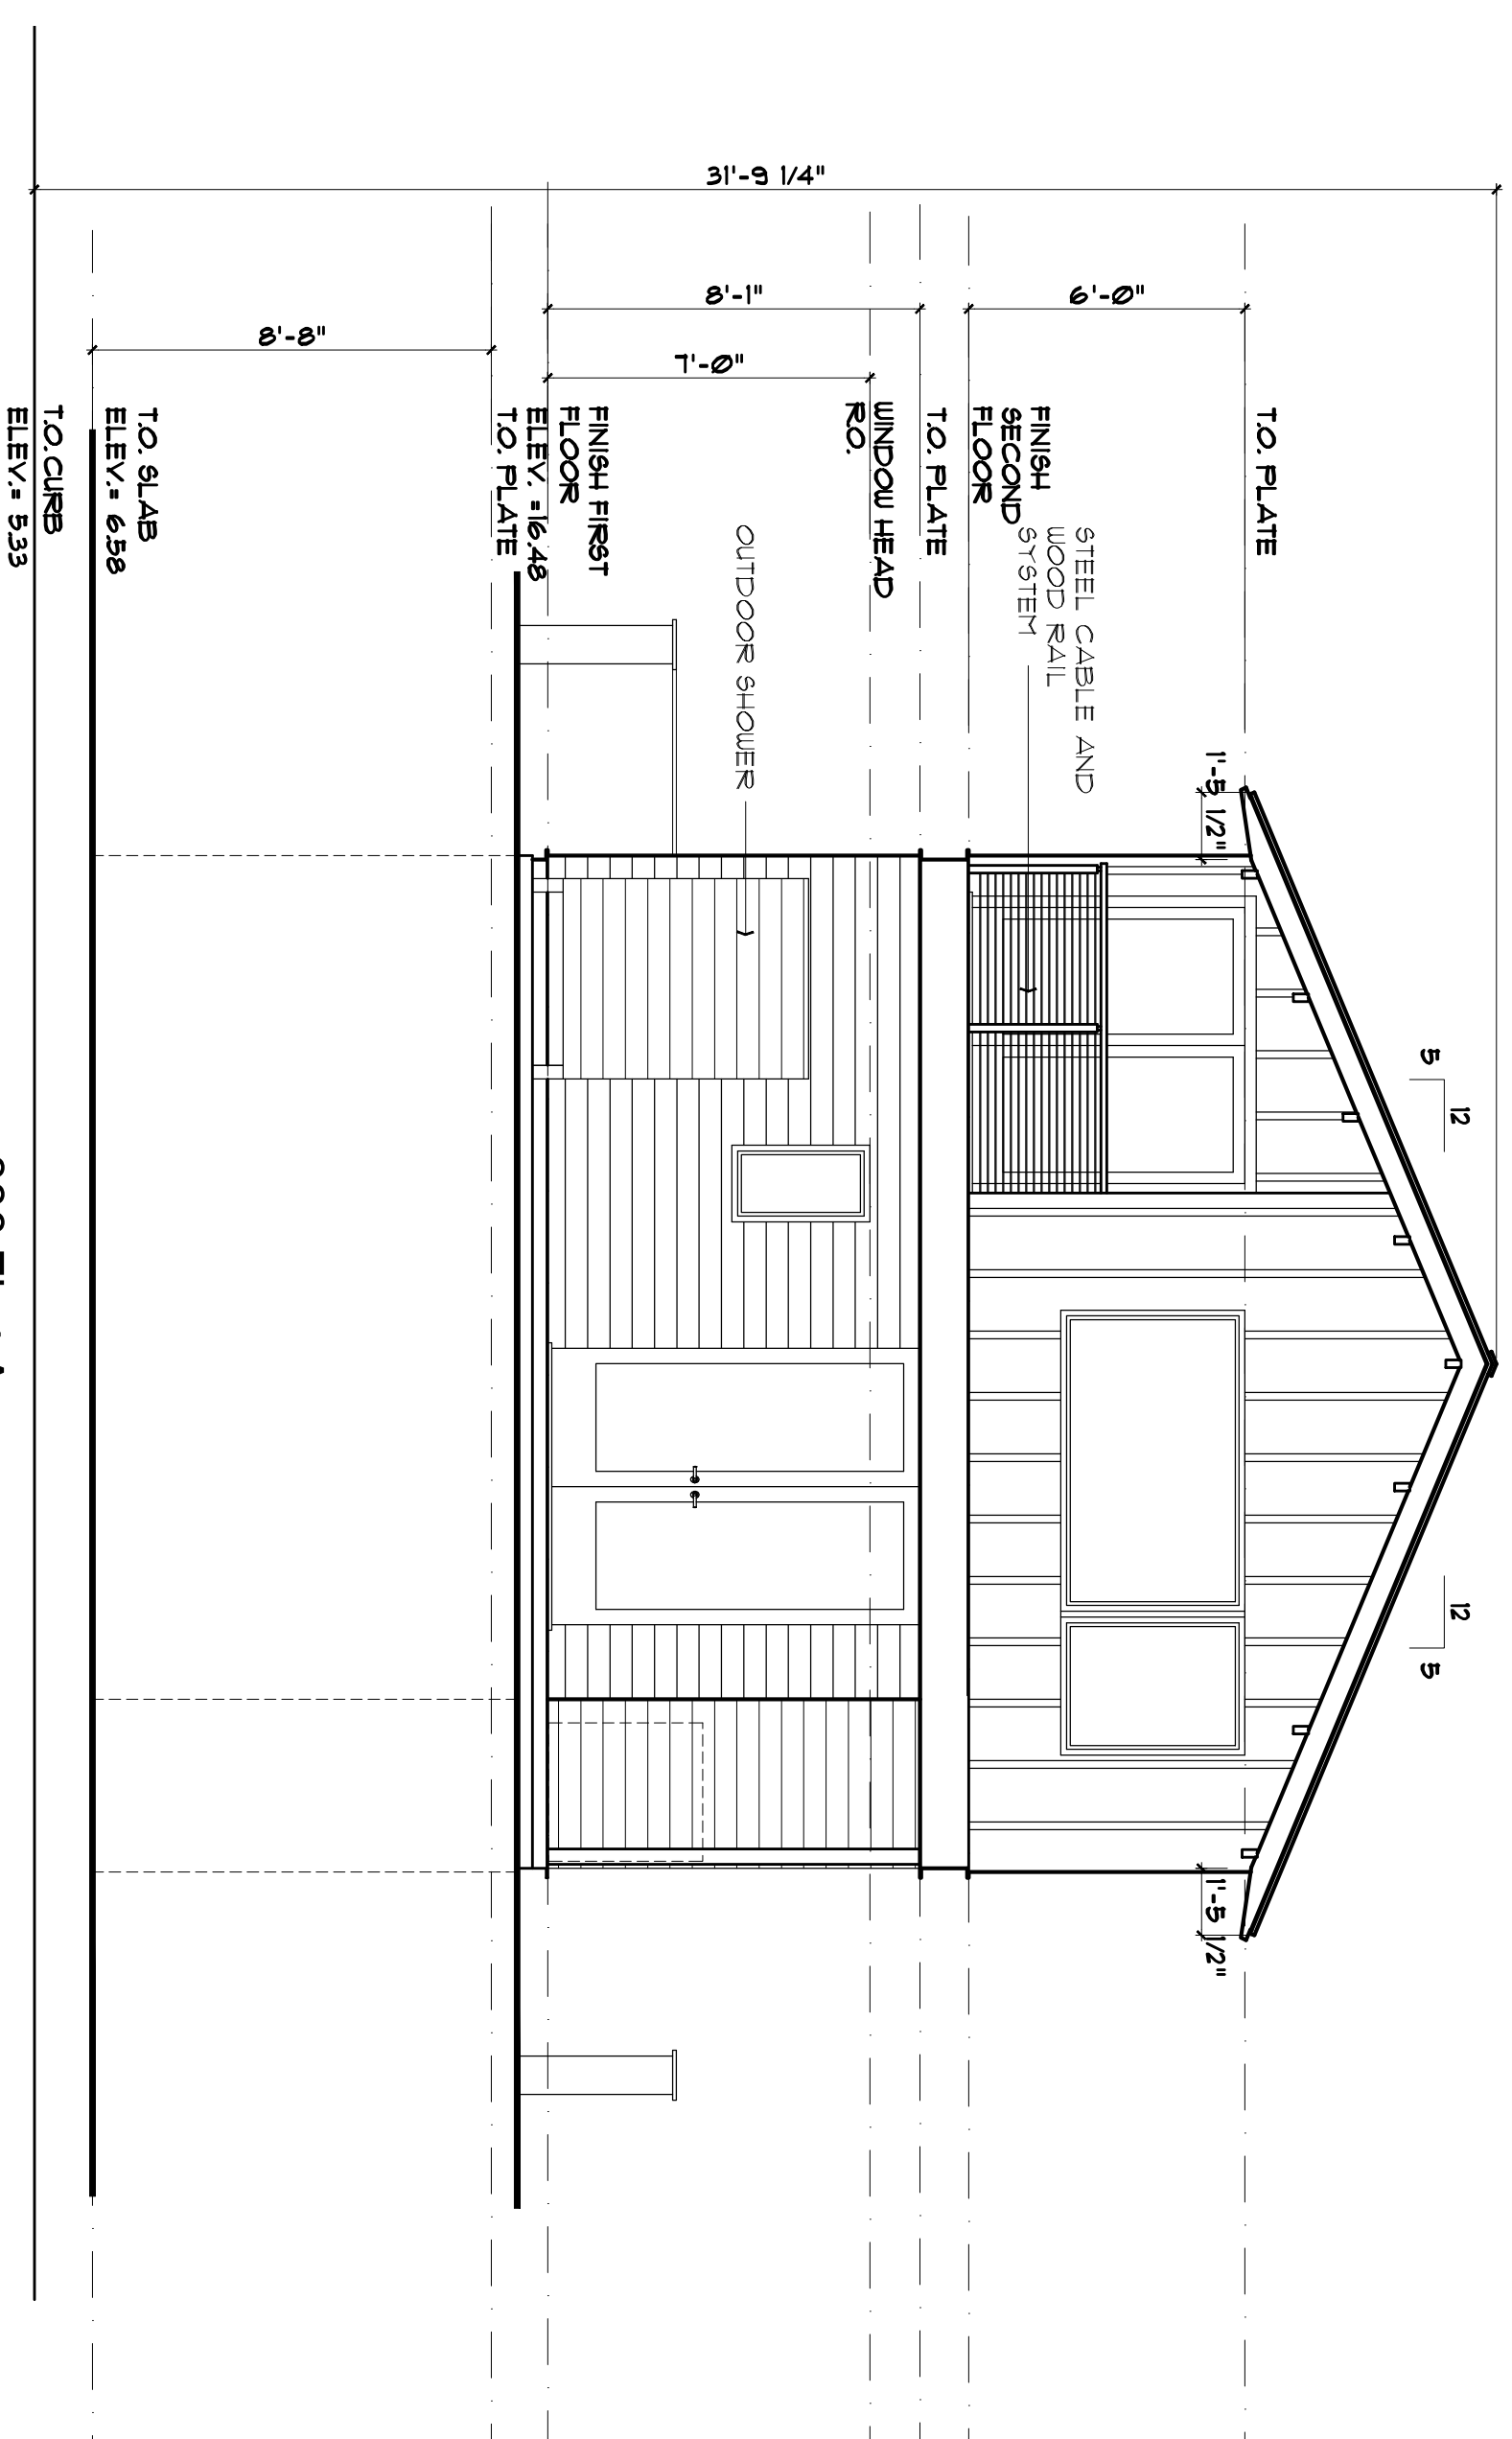 31'-9 1/4"
8'-8"
8'-1"
7'-0"
6'-0"
T.O. PLATE
FINISH
SECOND
FLOOR
STEEL CABLE AND
WOOD RAIL
SYSTEM
T.O. PLATE
WINDOW HEAD
R.O.
OUTDOOR SHOWER
FINISH FIRST
FLOOR
ELEV. =16.48
T.O. PLATE
T.O. SLAB
ELEV.= 6.58
T.O. CURB
ELEV.= 5.33
1'-5 1/2"
5
12
12
5
1'-5 1/2"